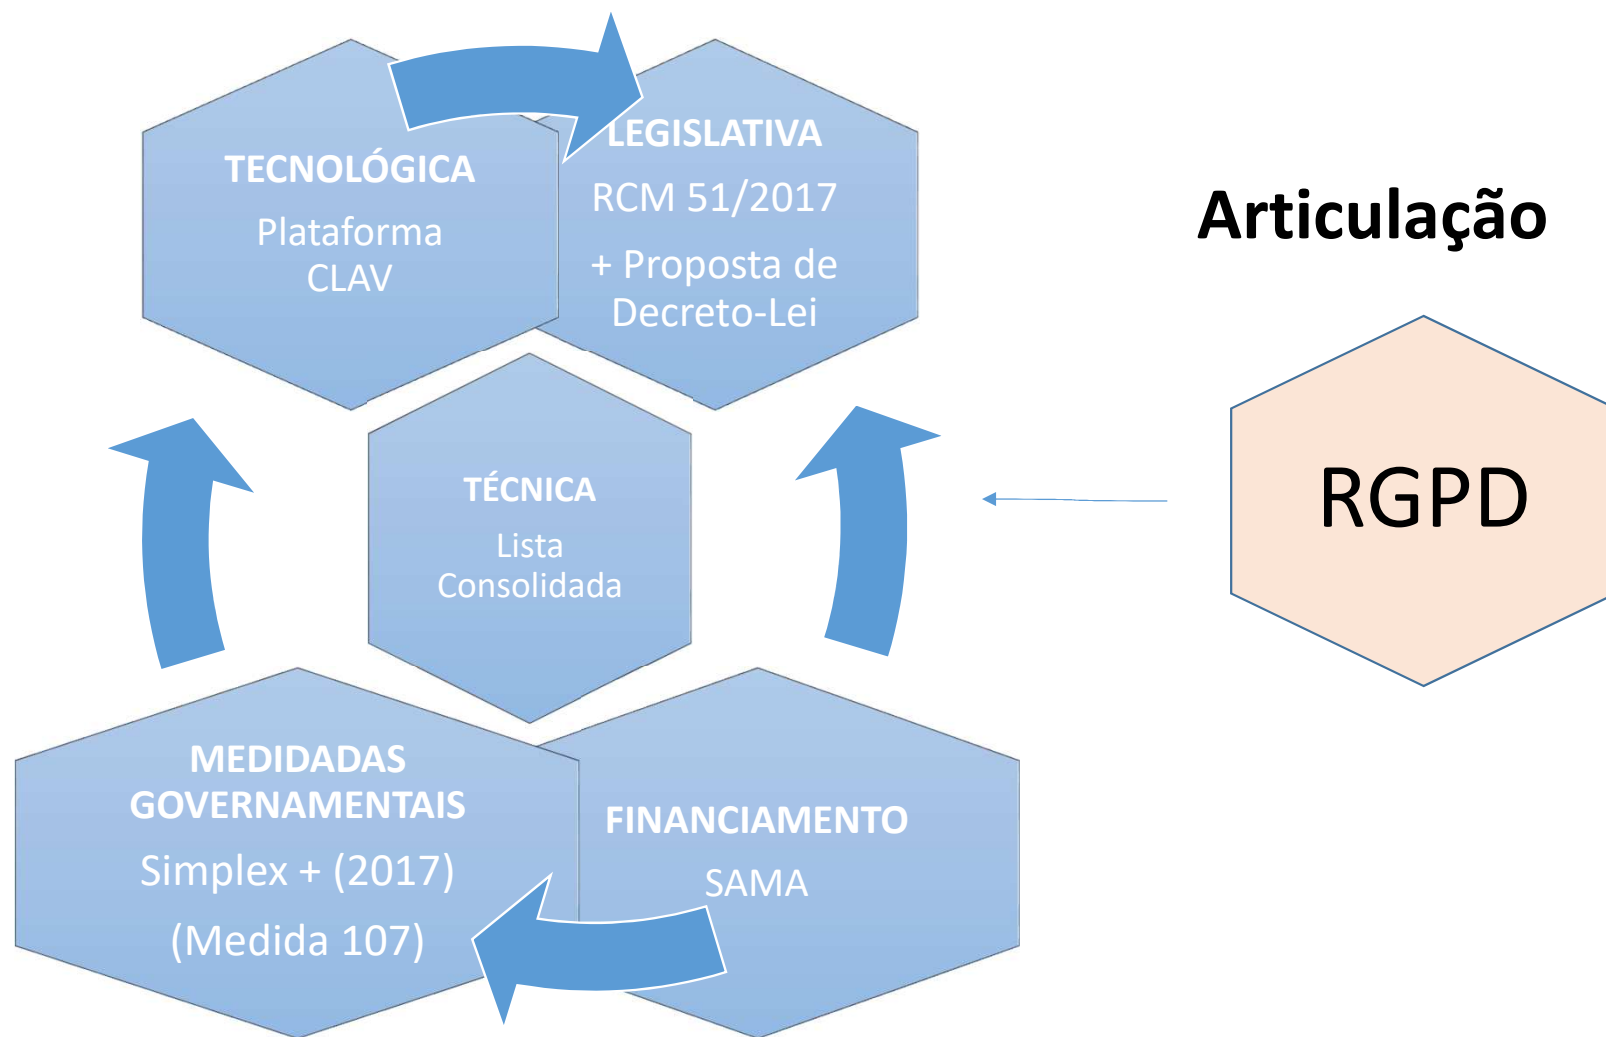 TECNOLÓGICA
Plataforma
CLAV
LEGISLATIVA
RCM 51/2017
+ Proposta de
Decreto-Lei
Articulação
TÉCNICA
Lista
Consolidada
RGPD
MEDIDADAS
GOVERNAMENTAIS
Simplex + (2017)
(Medida 107)
FINANCIAMENTO
SAMA